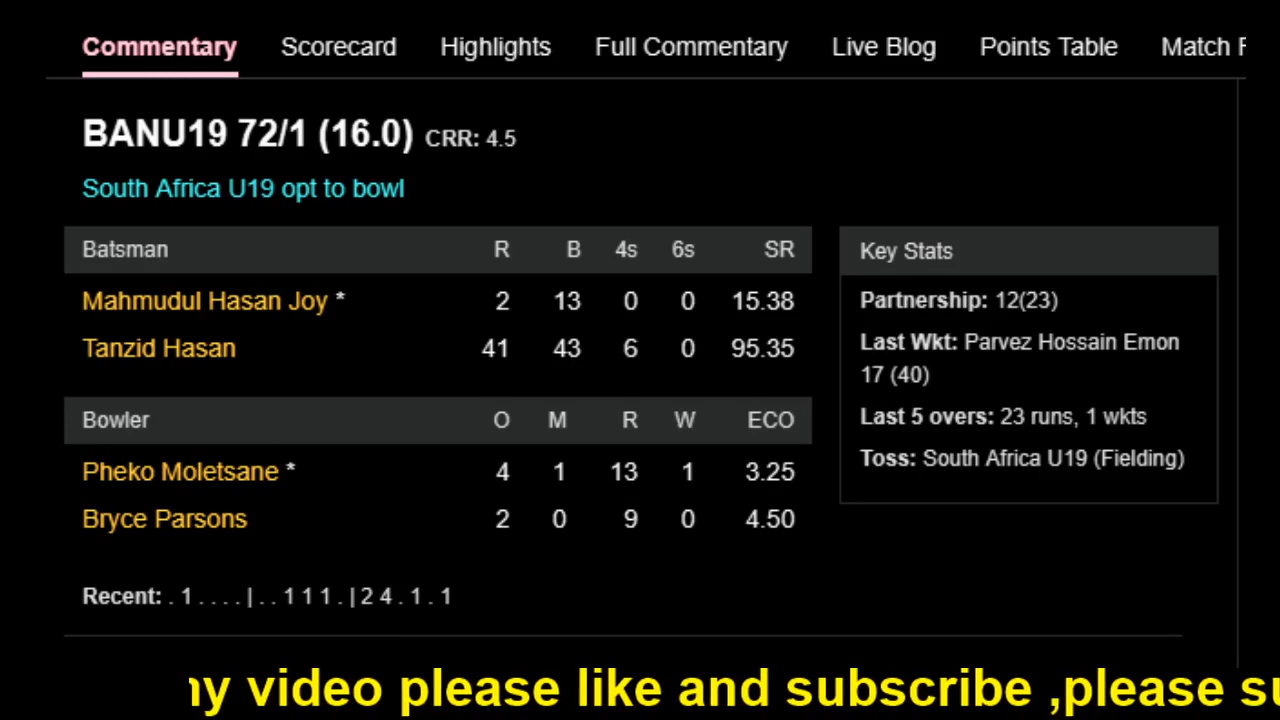 Commentary Scorecard Highlights Full Commentary Live Blog Points Table Match
BANU19 72/1 (16.0) CRR: 4.5
South Africa U19 opt to bowl
Batsman R B 4s 6s SR
Mahmudul Hasan Joy * 2 13 0 0 15.38
Tanzid Hasan 41 43 6 0 95.35
Bowler O M R W ECO
Pheko Moletsane * 4 1 13 1 3.25
Bryce Parsons 2 0 9 0 4.50
Recent: . 1 . . . . | . . 1 1 1 . | 2 4 . 1 . 1
Key Stats
Partnership: 12(23)
Last Wkt: Parvez Hossain Emon
17 (40)
Last 5 overs: 23 runs, 1 wkts
Toss: South Africa U19 (Fielding)
video please like and subscribe ,please